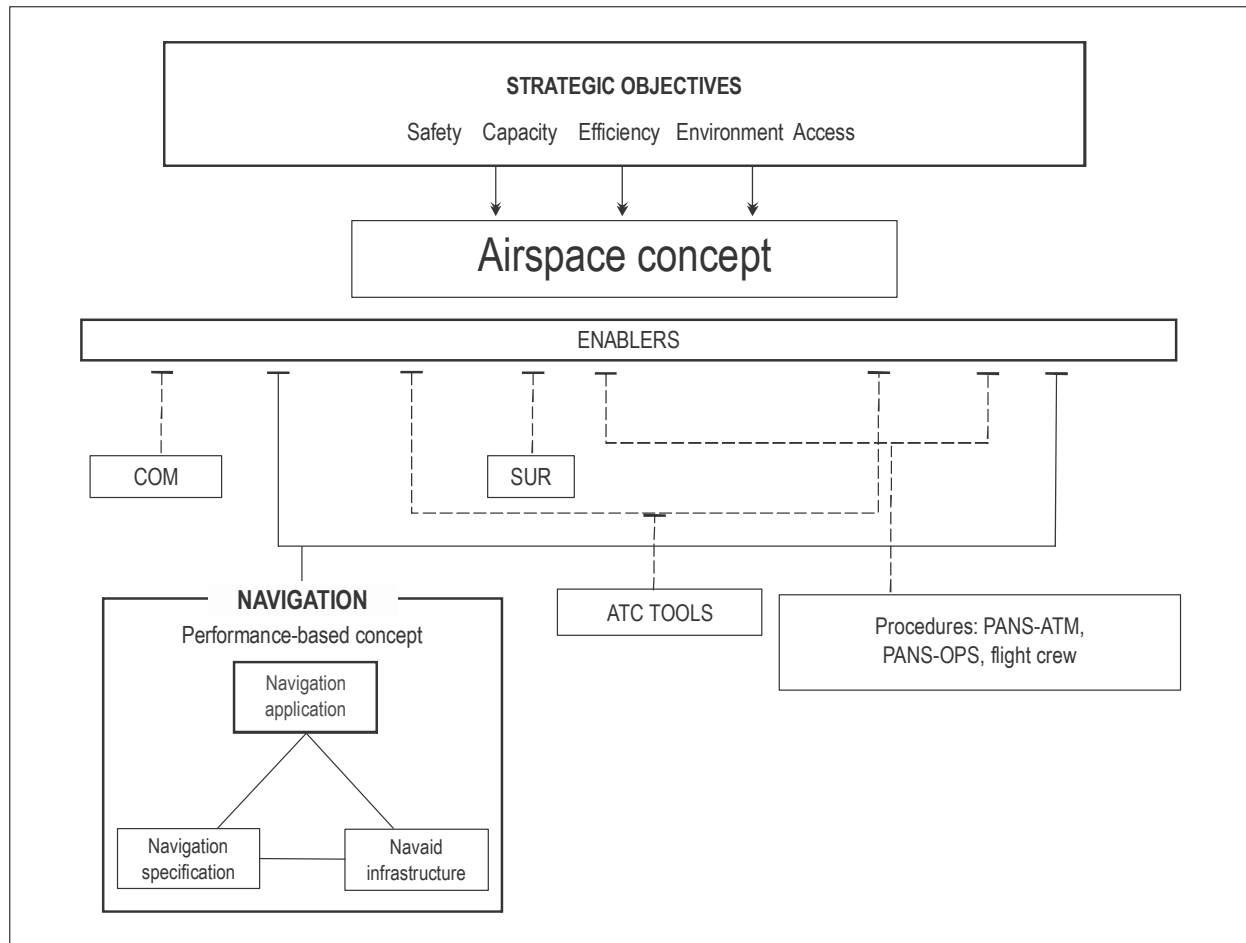 STRATEGIC OBJECTIVES
Safety Capacity Efficiency Environment Access
Airspace concept
ENABLERS
COM
SUR
NAVIGATION
Performance-based concept
Navigation
application
Navigation
specification
Navaid
infrastructure
ATC TOOLS
Procedures: PANS-ATM,
PANS-OPS, flight crew